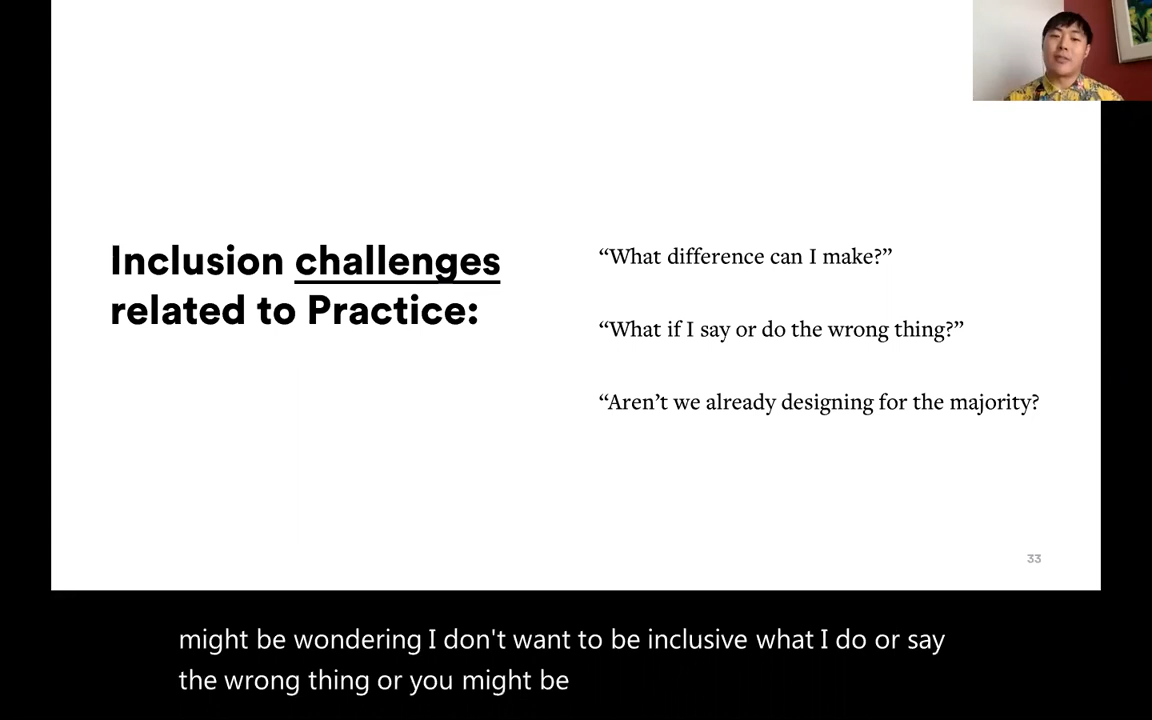 Inclusion challenges
related to Practice:
“What difference can I make?”
“What if I say or do the wrong thing?”
“Aren’t we already designing for the majority?
33
might be wondering I don't want to be inclusive what I do or say
the wrong thing or you might be